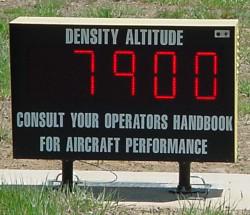 DENSITY ALTITUDE
7900
CONSULT YOUR OPERATORS HANDBOOK
FOR AIRCRAFT PERFORMANCE